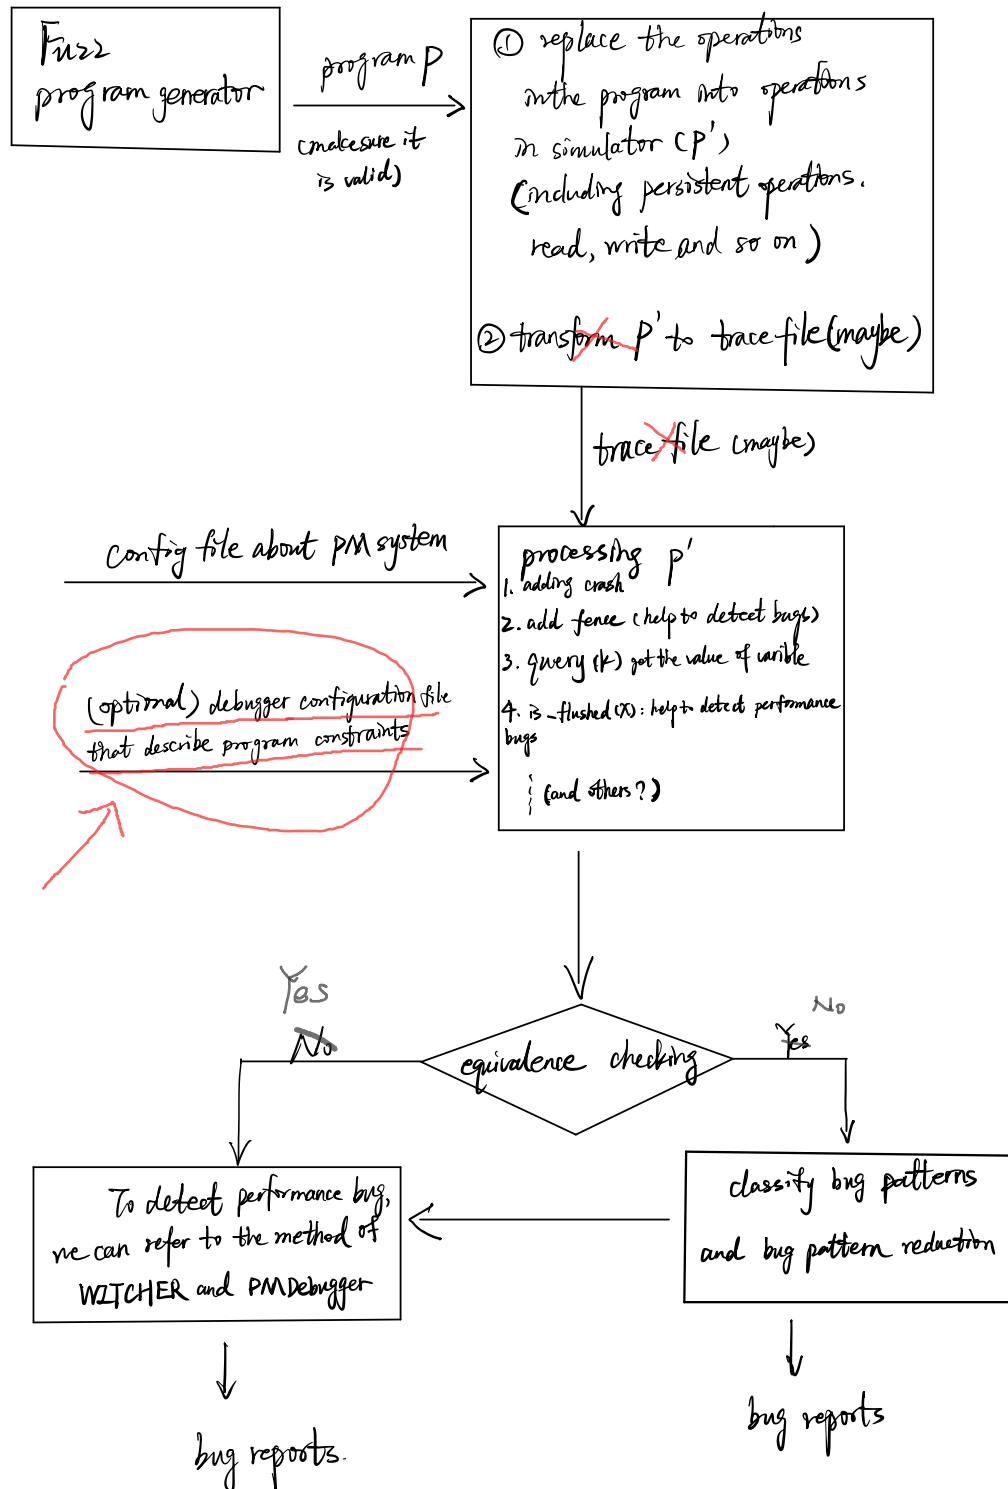 Fuzz
program generator
program P
(make sure it
is valid)
① replace the operations
in the program into operations
in simulator (P')
(including persistent operations.
read, write and so on)
② transform P' to trace file (maybe)
trace file (maybe)
config file about PM system
(optional) debugger configuration file
that describe program constraints
processing P'
1. adding crash
2. add fence (help to detect bugs)
3. query(k) get the value of varible
4. is_flushed(x): help to detect performance
bugs
(and others?)
equivalence checking
Yes
No
No
Yes
To detect performance bug,
we can refer to the method of
WITCHER and PMDebugger
classify bug patterns
and bug pattern reduction
bug reports.
bug reports